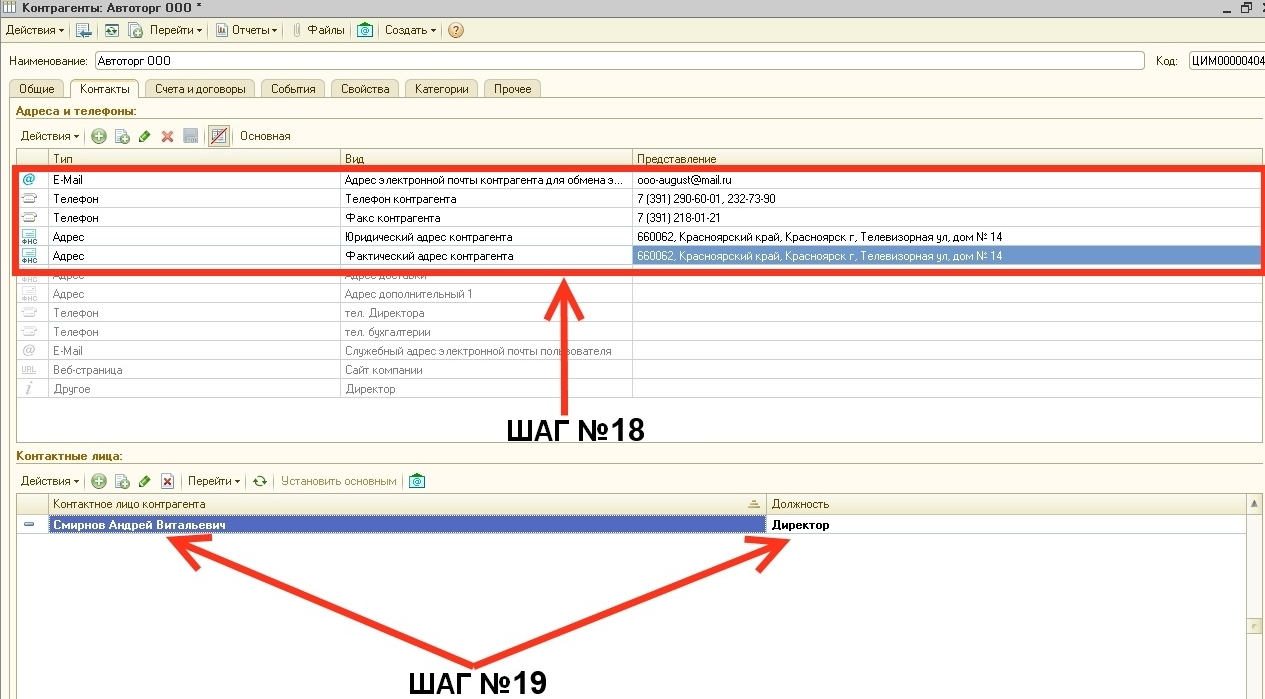 Контрагенты: Автоторг ООО *
Действия Перейти Отчеты Файлы Создать
Наименование: Автоторг ООО Код: ЦИМ00000404
Общие Контакты Счета и договоры События Свойства Категории Прочее
Адреса и телефоны:
Действия Основная
Тип Вид Представление
E-Mail Адрес электронной почты контрагента для обмена э... ooo-august@mail.ru
Телефон Телефон контрагента 7 (391) 290-60-01, 232-73-90
Телефон Факс контрагента 7 (391) 218-01-21
ФНС Адрес Юридический адрес контрагента 660062, Красноярский край, Красноярск г, Телевизорная ул, дом № 14
ФНС Адрес Фактический адрес контрагента 660062, Красноярский край, Красноярск г, Телевизорная ул, дом № 14
ФНС Адрес Адрес доставки
ФНС Адрес Адрес дополнительный 1
Телефон тел. Директора
Телефон тел. бухгалтерии
E-Mail Служебный адрес электронной почты пользователя
URL Веб-страница Сайт компании
Другое Директор
ШАГ №18
Контактные лица:
Действия Перейти Установить основным
Контактное лицо контрагента Должность
Смирнов Андрей Витальевич Директор
ШАГ №19